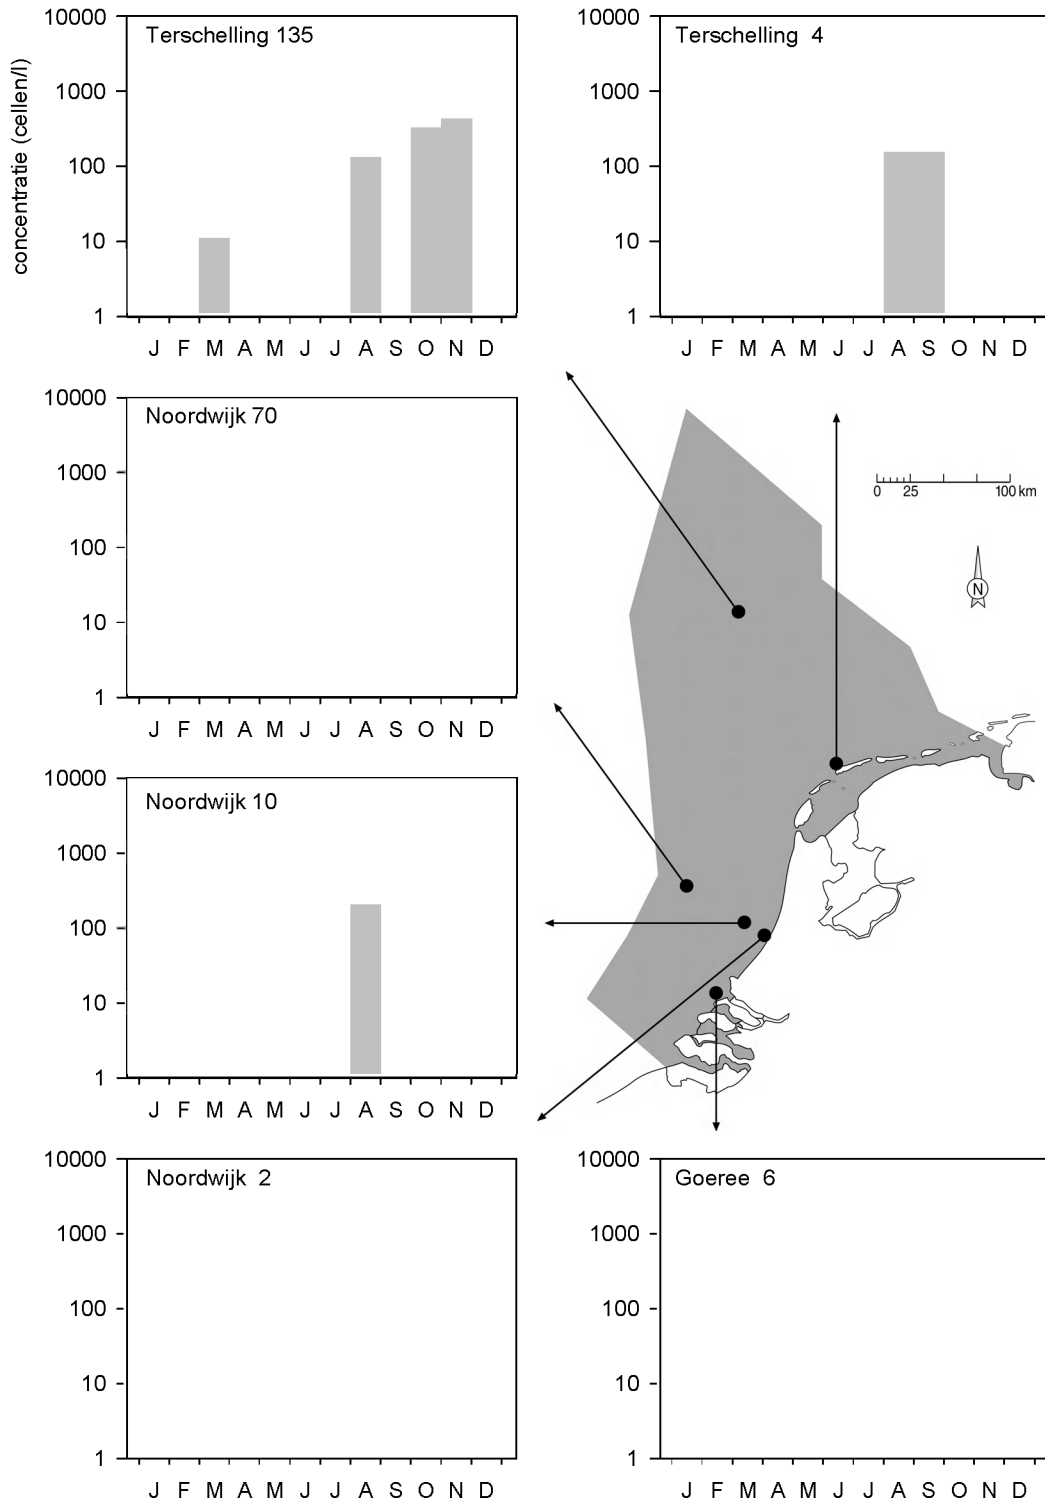 Terschelling 135
concentratie (cellen/l)
10000
1000
100
10
1
J F M A M J J A S O N D
Terschelling 4
10000
1000
100
10
1
J F M A M J J A S O N D
Noordwijk 70
10000
1000
100
10
1
J F M A M J J A S O N D
0 25 100 km
N
Noordwijk 10
10000
1000
100
10
1
J F M A M J J A S O N D
Noordwijk 2
10000
1000
100
10
1
J F M A M J J A S O N D
Goeree 6
10000
1000
100
10
1
J F M A M J J A S O N D